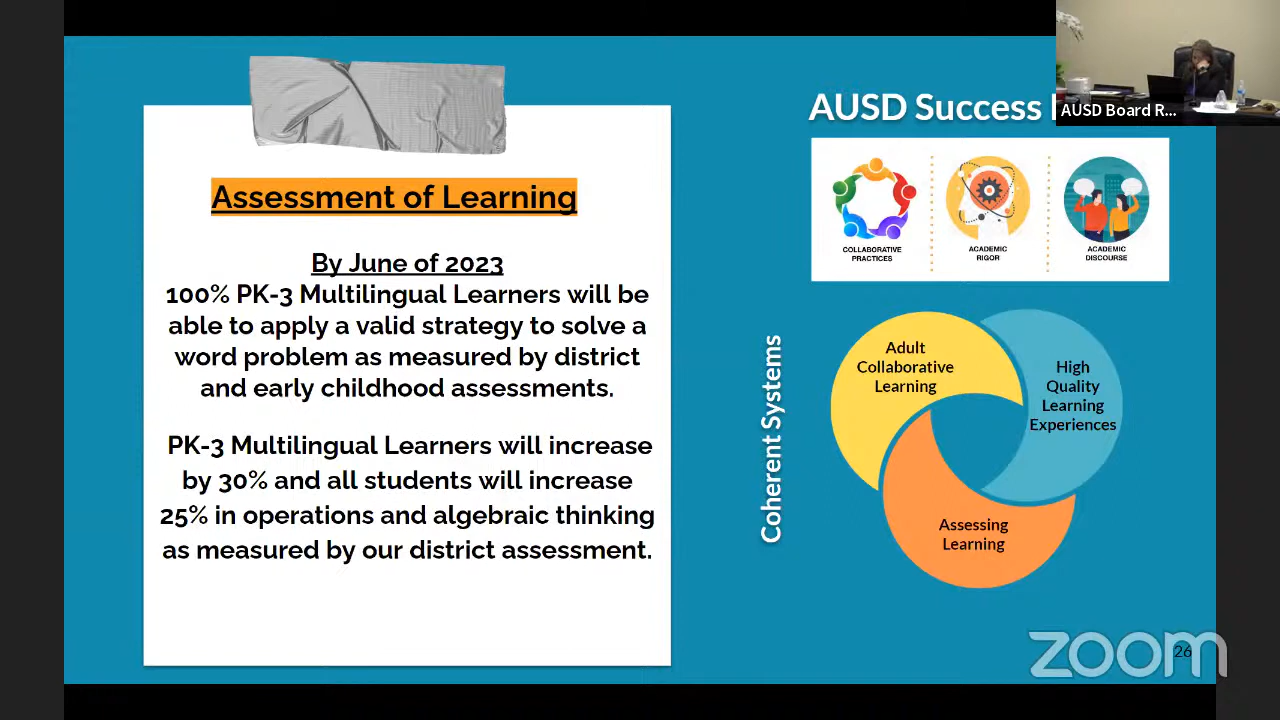 AUSD Success
AUSD Board R...
Assessment of Learning
By June of 2023
100% PK-3 Multilingual Learners will be
able to apply a valid strategy to solve a
word problem as measured by district
and early childhood assessments.
PK-3 Multilingual Learners will increase
by 30% and all students will increase
25% in operations and algebraic thinking
as measured by our district assessment.
COLLABORATIVE
PRACTICES
ACADEMIC
RIGOR
ACADEMIC
DISCOURSE
Coherent Systems
Adult
Collaborative
Learning
High
Quality
Learning
Experiences
Assessing
Learning
zoom
26